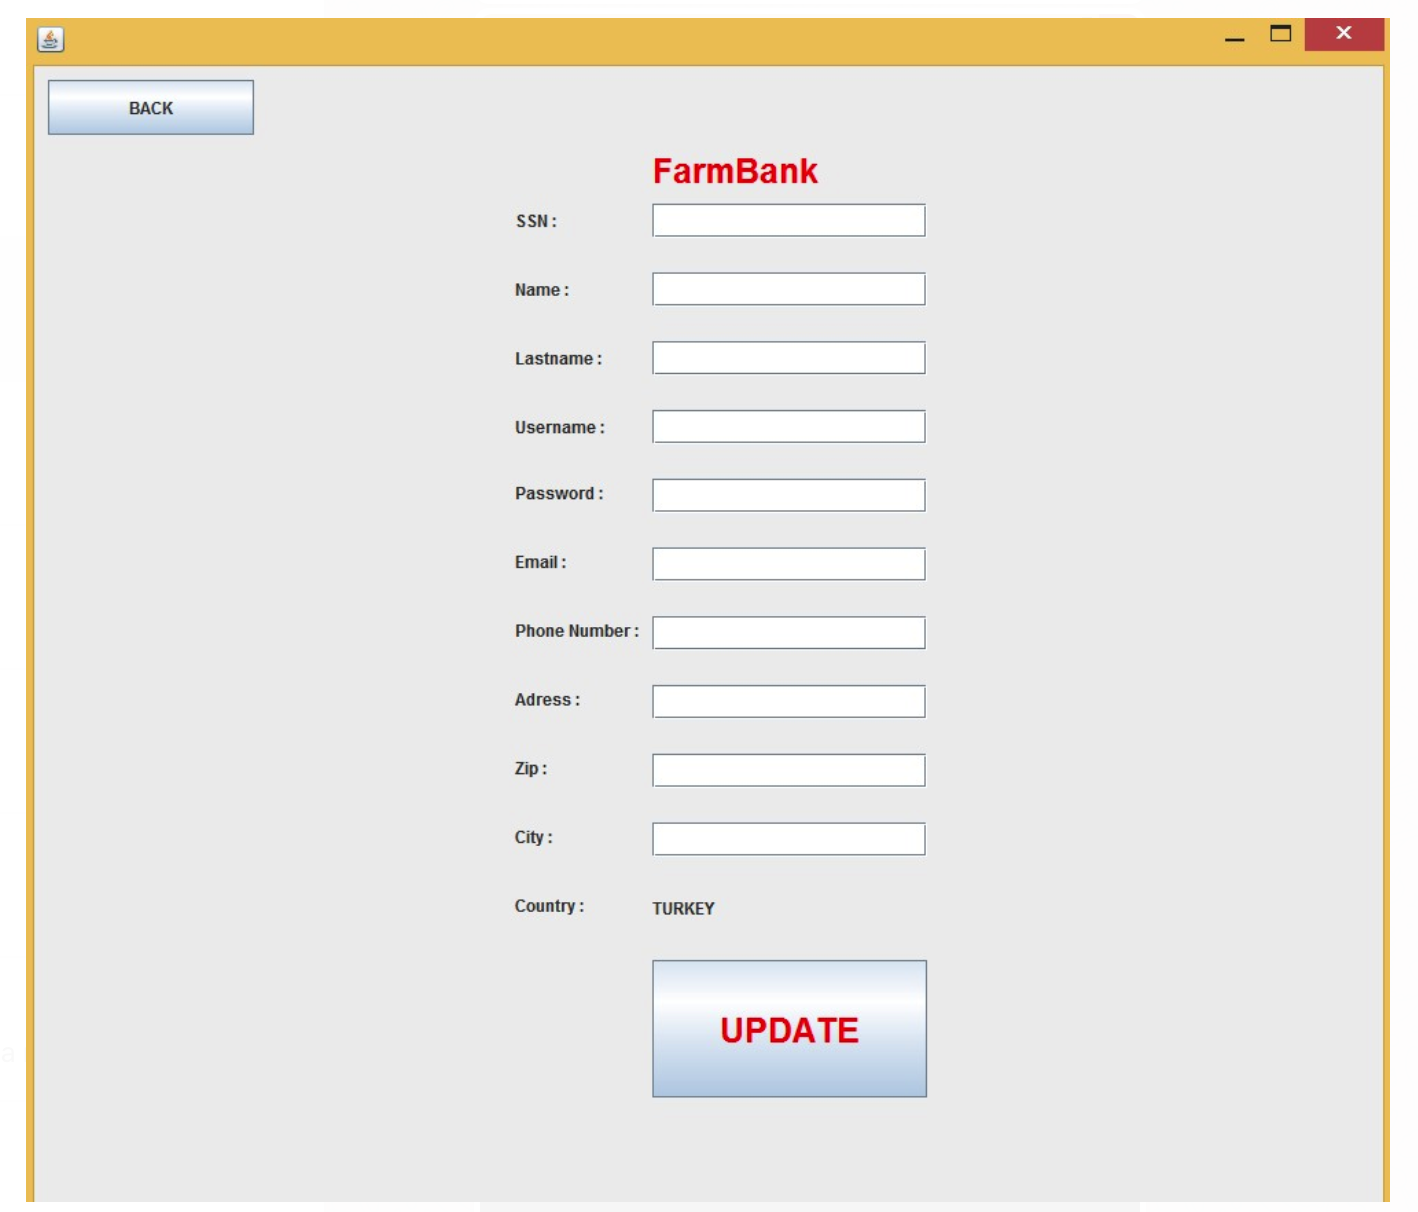 BACK
FarmBank
SSN :
Name :
Lastname :
Username :
Password :
Email :
Phone Number :
Adress :
Zip :
City :
Country : TURKEY
UPDATE